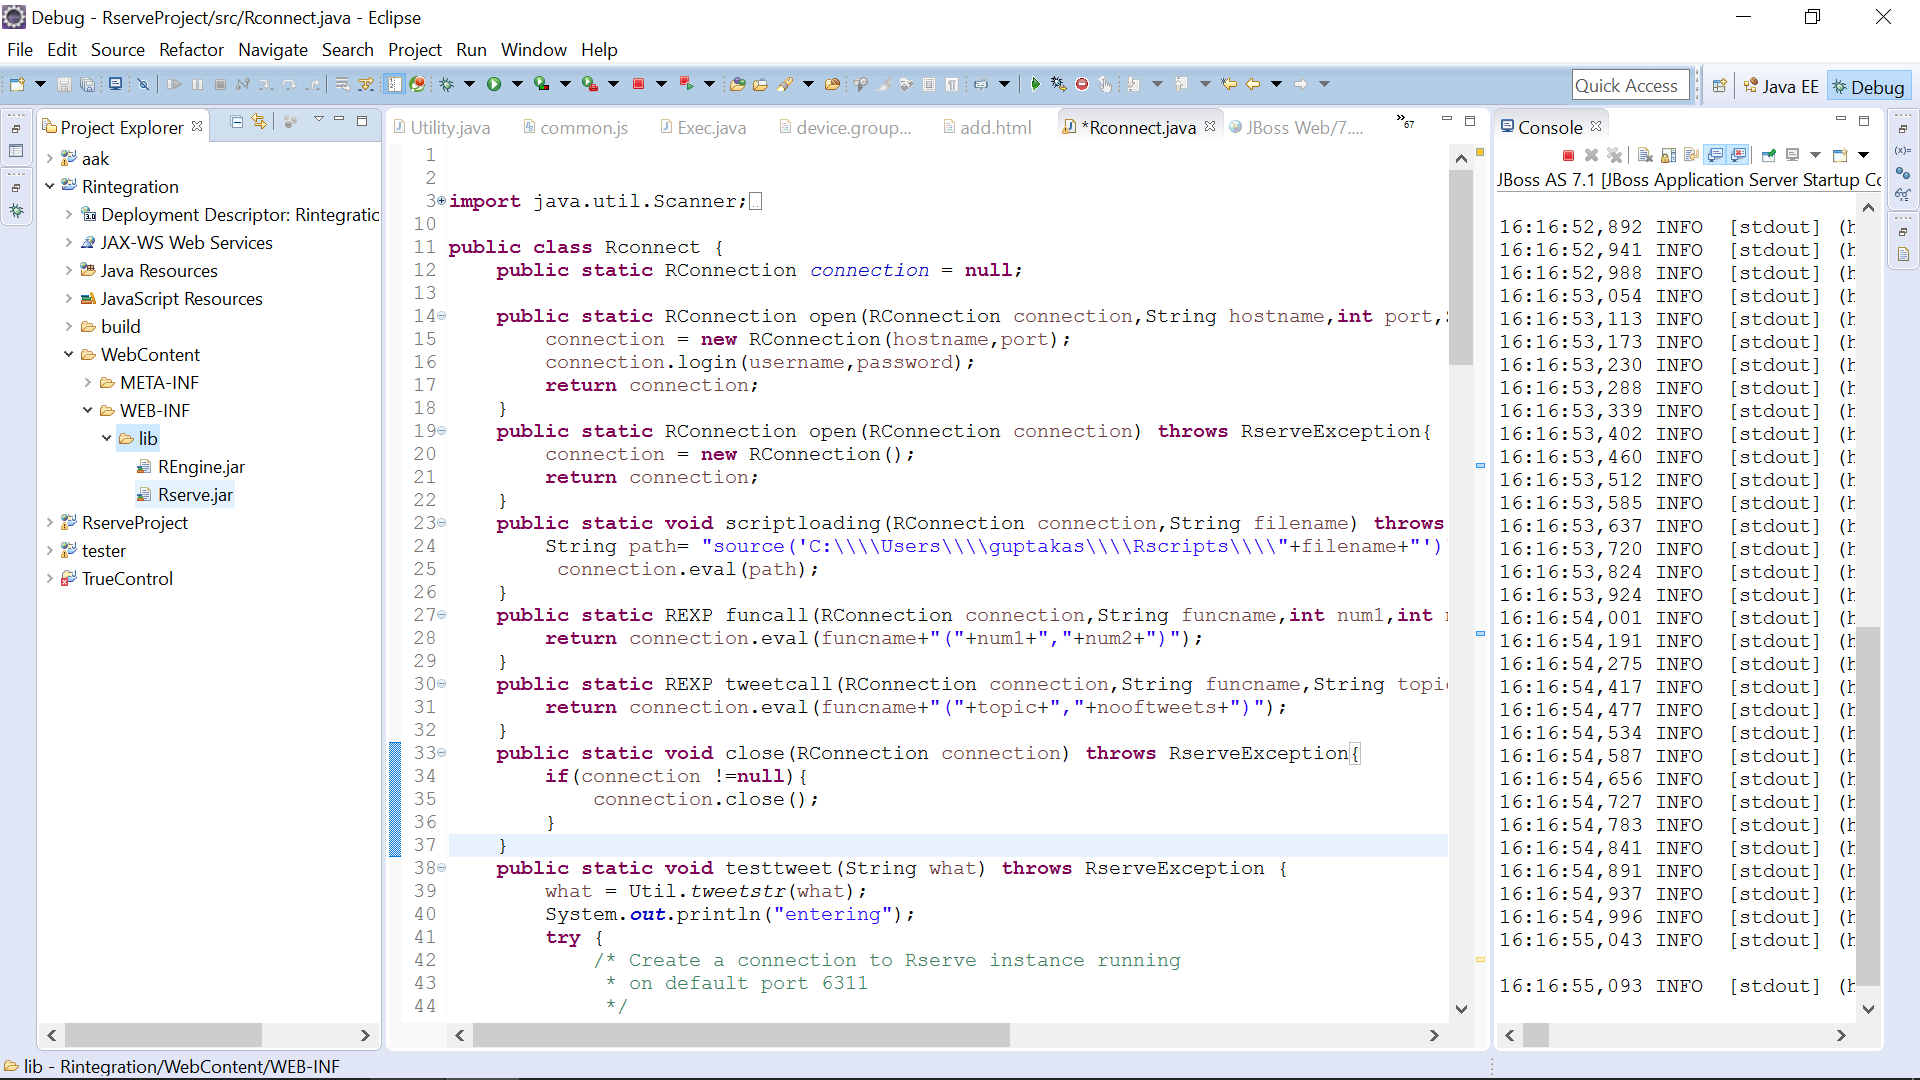 Debug - RserveProject/src/Rconnect.java - Eclipse
File Edit Source Refactor Navigate Search Project Run Window Help
Quick Access
Java EE
Debug
Project Explorer
aak
Rintegration
Deployment Descriptor: Rintegratic
JAX-WS Web Services
Java Resources
JavaScript Resources
build
WebContent
META-INF
WEB-INF
lib
REngine.jar
Rserve.jar
RserveProject
tester
TrueControl
Utility.java common.js Exec.java device.group... add.html *Rconnect.java JBoss Web/7.... »67
1
2
3 import java.util.Scanner;
10
11 public class Rconnect {
12 public static RConnection connection = null;
13
14 public static RConnection open(RConnection connection,String hostname,int port,
15 connection = new RConnection(hostname,port);
16 connection.login(username,password);
17 return connection;
18 }
19 public static RConnection open(RConnection connection) throws RserveException{
20 connection = new RConnection();
21 return connection;
22 }
23 public static void scriptloading(RConnection connection,String filename) throws
24 String path= "source('C:\\\\Users\\\\guptakas\\\\Rscripts\\\\"+filename+"')
25 connection.eval(path);
26 }
27 public static REXP funcall(RConnection connection,String funcname,int num1,int
28 return connection.eval(funcname+"("+num1+","+num2+")");
29 }
30 public static REXP tweetcall(RConnection connection,String funcname,String topi
31 return connection.eval(funcname+"("+topic+","+nooftweets+")");
32 }
33 public static void close(RConnection connection) throws RserveException{
34 if(connection !=null){
35 connection.close();
36 }
37 }
38 public static void testtweet(String what) throws RserveException {
39 what = Util.tweetstr(what);
40 System.out.println("entering");
41 try {
42 /* Create a connection to Rserve instance running
43 * on default port 6311
44 */
Console
JBoss AS 7.1 [JBoss Application Server Startup Co
16:16:52,892 INFO [stdout] (h
16:16:52,941 INFO [stdout] (h
16:16:52,988 INFO [stdout] (h
16:16:53,054 INFO [stdout] (h
16:16:53,113 INFO [stdout] (h
16:16:53,173 INFO [stdout] (h
16:16:53,230 INFO [stdout] (h
16:16:53,288 INFO [stdout] (h
16:16:53,339 INFO [stdout] (h
16:16:53,402 INFO [stdout] (h
16:16:53,460 INFO [stdout] (h
16:16:53,512 INFO [stdout] (h
16:16:53,585 INFO [stdout] (h
16:16:53,637 INFO [stdout] (h
16:16:53,720 INFO [stdout] (h
16:16:53,824 INFO [stdout] (h
16:16:53,924 INFO [stdout] (h
16:16:54,001 INFO [stdout] (h
16:16:54,191 INFO [stdout] (h
16:16:54,275 INFO [stdout] (h
16:16:54,417 INFO [stdout] (h
16:16:54,477 INFO [stdout] (h
16:16:54,534 INFO [stdout] (h
16:16:54,587 INFO [stdout] (h
16:16:54,656 INFO [stdout] (h
16:16:54,727 INFO [stdout] (h
16:16:54,783 INFO [stdout] (h
16:16:54,841 INFO [stdout] (h
16:16:54,891 INFO [stdout] (h
16:16:54,937 INFO [stdout] (h
16:16:54,996 INFO [stdout] (h
16:16:55,043 INFO [stdout] (h
16:16:55,093 INFO [stdout] (h
lib - Rintegration/WebContent/WEB-INF